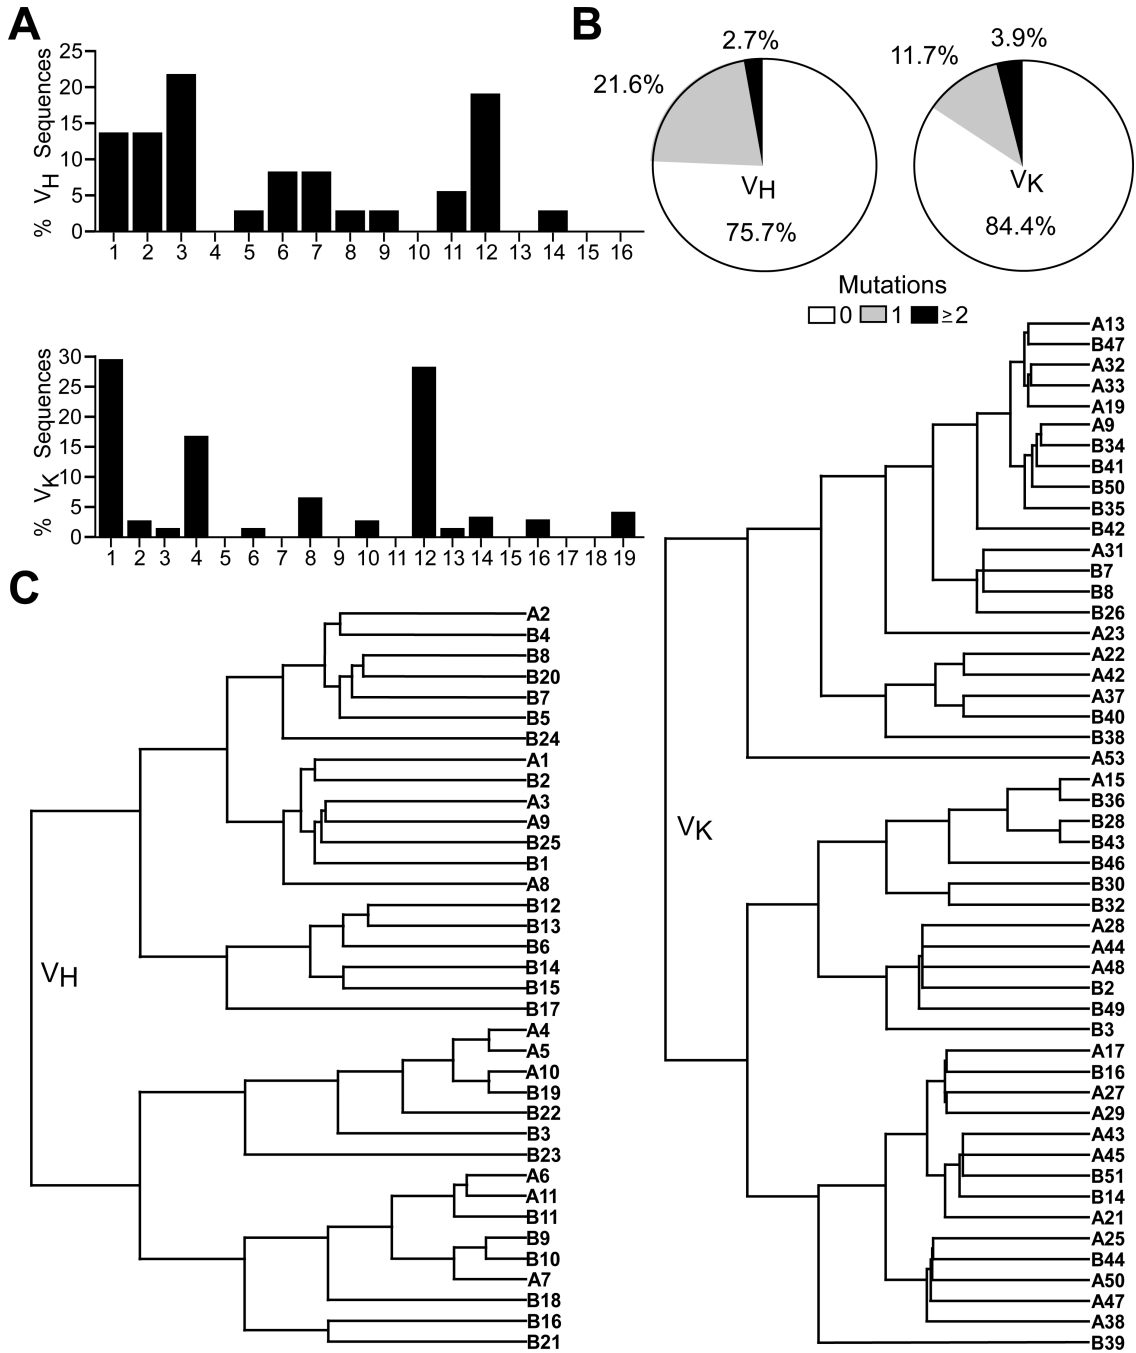 A
% VH Sequences
25
20
15
10
5
0
1 2 3 4 5 6 7 8 9 10 11 12 13 14 15 16
% VK Sequences
30
25
20
15
10
5
0
1 2 3 4 5 6 7 8 9 10 11 12 13 14 15 16 17 18 19
B
2.7%
21.6%
VH
75.7%
3.9%
11.7%
VK
84.4%
Mutations
0 1 ≥2
C
VH
A2
B4
B8
B20
B7
B5
B24
A1
B2
A3
A9
B25
B1
A8
B12
B13
B6
B14
B15
B17
A4
A5
A10
B19
B22
B3
B23
A6
A11
B11
B9
B10
A7
B18
B16
B21
VK
A13
B47
A32
A33
A19
A9
B34
B41
B50
B35
B42
A31
B7
B8
B26
A23
A22
A42
A37
B40
B38
A53
A15
B36
B28
B43
B46
B30
B32
A28
A44
A48
B2
B49
B3
A17
B16
A27
A29
A43
A45
B51
B14
A21
A25
B44
A50
A47
A38
B39